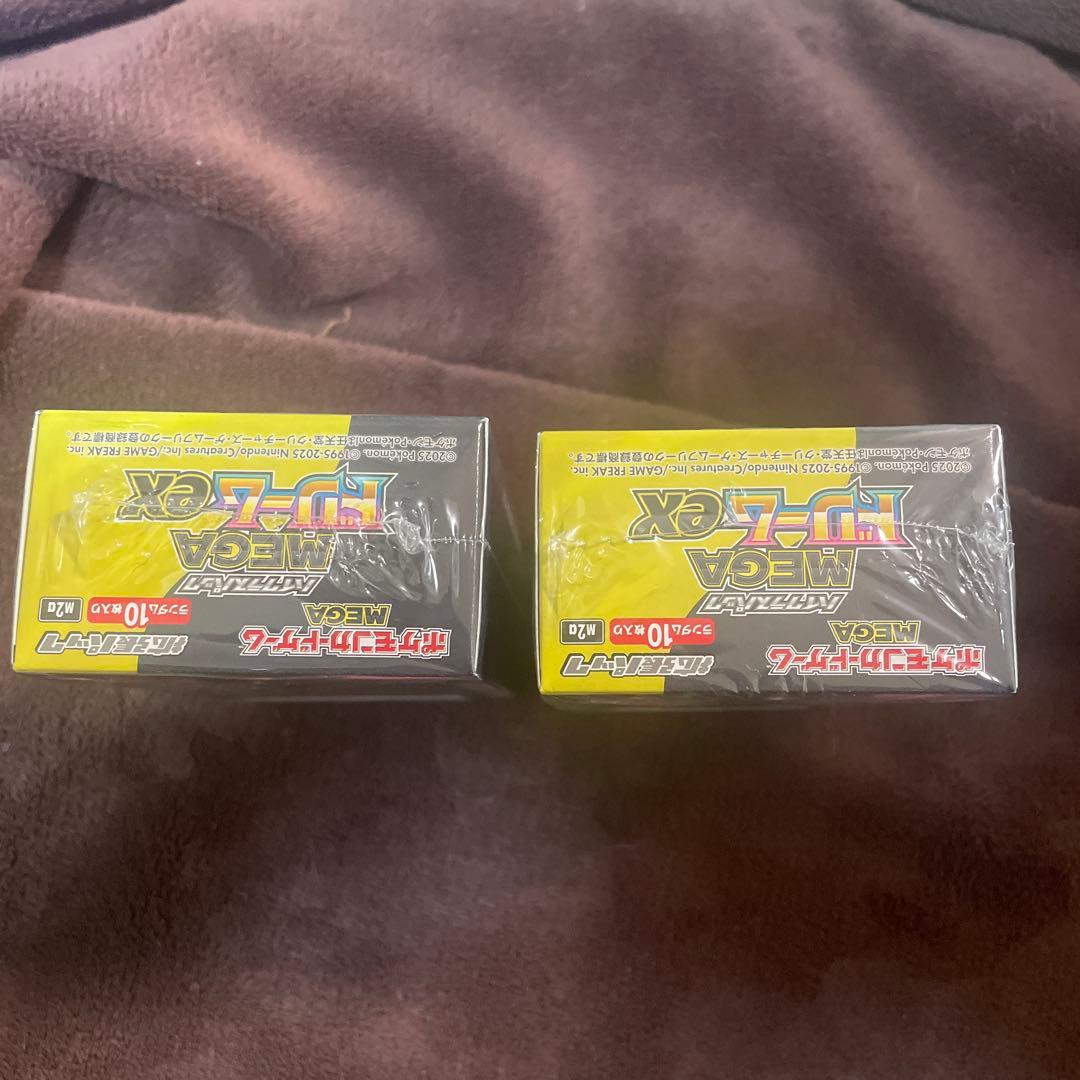 ポケモンカードゲーム
MEGA
拡張パック
ランダム10枚入り
M2a
ハイクラスパック
MEGA
ドリームex
©2025 Pokémon. ©1995-2025 Nintendo/Creatures Inc./GAME FREAK inc.
ポケモン・Pokémonは任天堂・クリーチャーズ・ゲームフリークの登録商標です。
ポケモンカードゲーム
MEGA
拡張パック
ランダム10枚入り
M2a
ハイクラスパック
MEGA
ドリームex
©2025 Pokémon. ©1995-2025 Nintendo/Creatures Inc./GAME FREAK inc.
ポケモン・Pokémonは任天堂・クリーチャーズ・ゲームフリークの登録商標です。